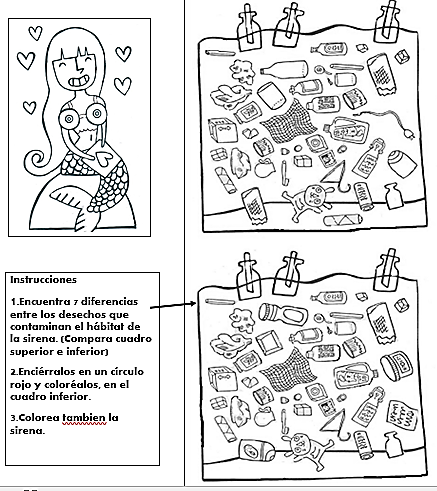 Instrucciones
1.Encuentra 7 diferencias
entre los desechos que
contaminan el hábitat de
la sirena. (Compara cuadro
superior e inferior)
2.Enciérralos en un círculo
rojo y coloréalos, en el
cuadro inferior.
3.Colorea tambien la
sirena.